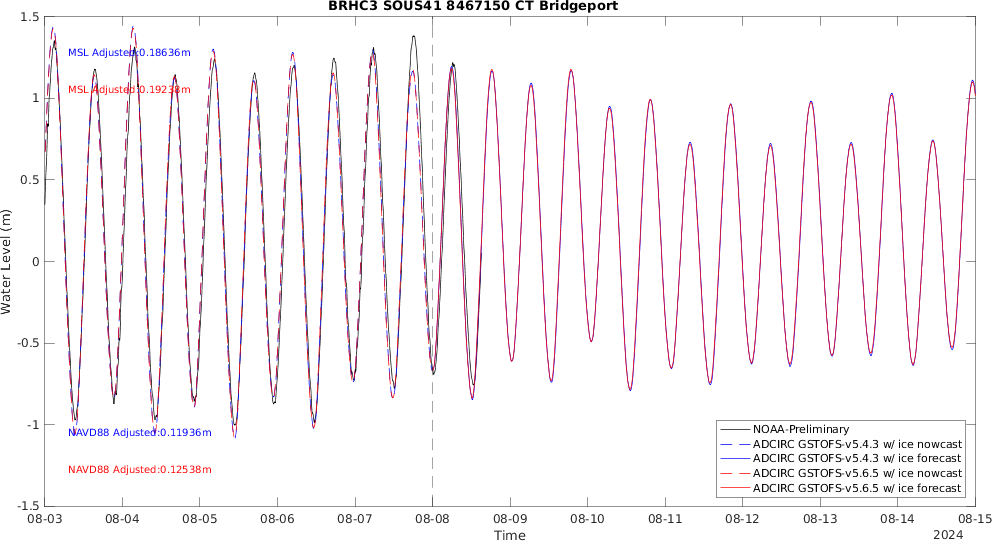 BRHC3 SOUS41 8467150 CT Bridgeport
1.5
1
0.5
0
-0.5
-1
-1.5
Water Level (m)
MSL Adjusted:0.18636m
MSL Adjusted:0.19238m
NAVD88 Adjusted:0.11936m
NAVD88 Adjusted:0.12538m
NOAA-Preliminary
ADCIRC GSTOFS-v5.4.3 w/ ice nowcast
ADCIRC GSTOFS-v5.4.3 w/ ice forecast
ADCIRC GSTOFS-v5.6.5 w/ ice nowcast
ADCIRC GSTOFS-v5.6.5 w/ ice forecast
08-03 08-04 08-05 08-06 08-07 08-08 08-09 08-10 08-11 08-12 08-13 08-14 08-15
Time
2024